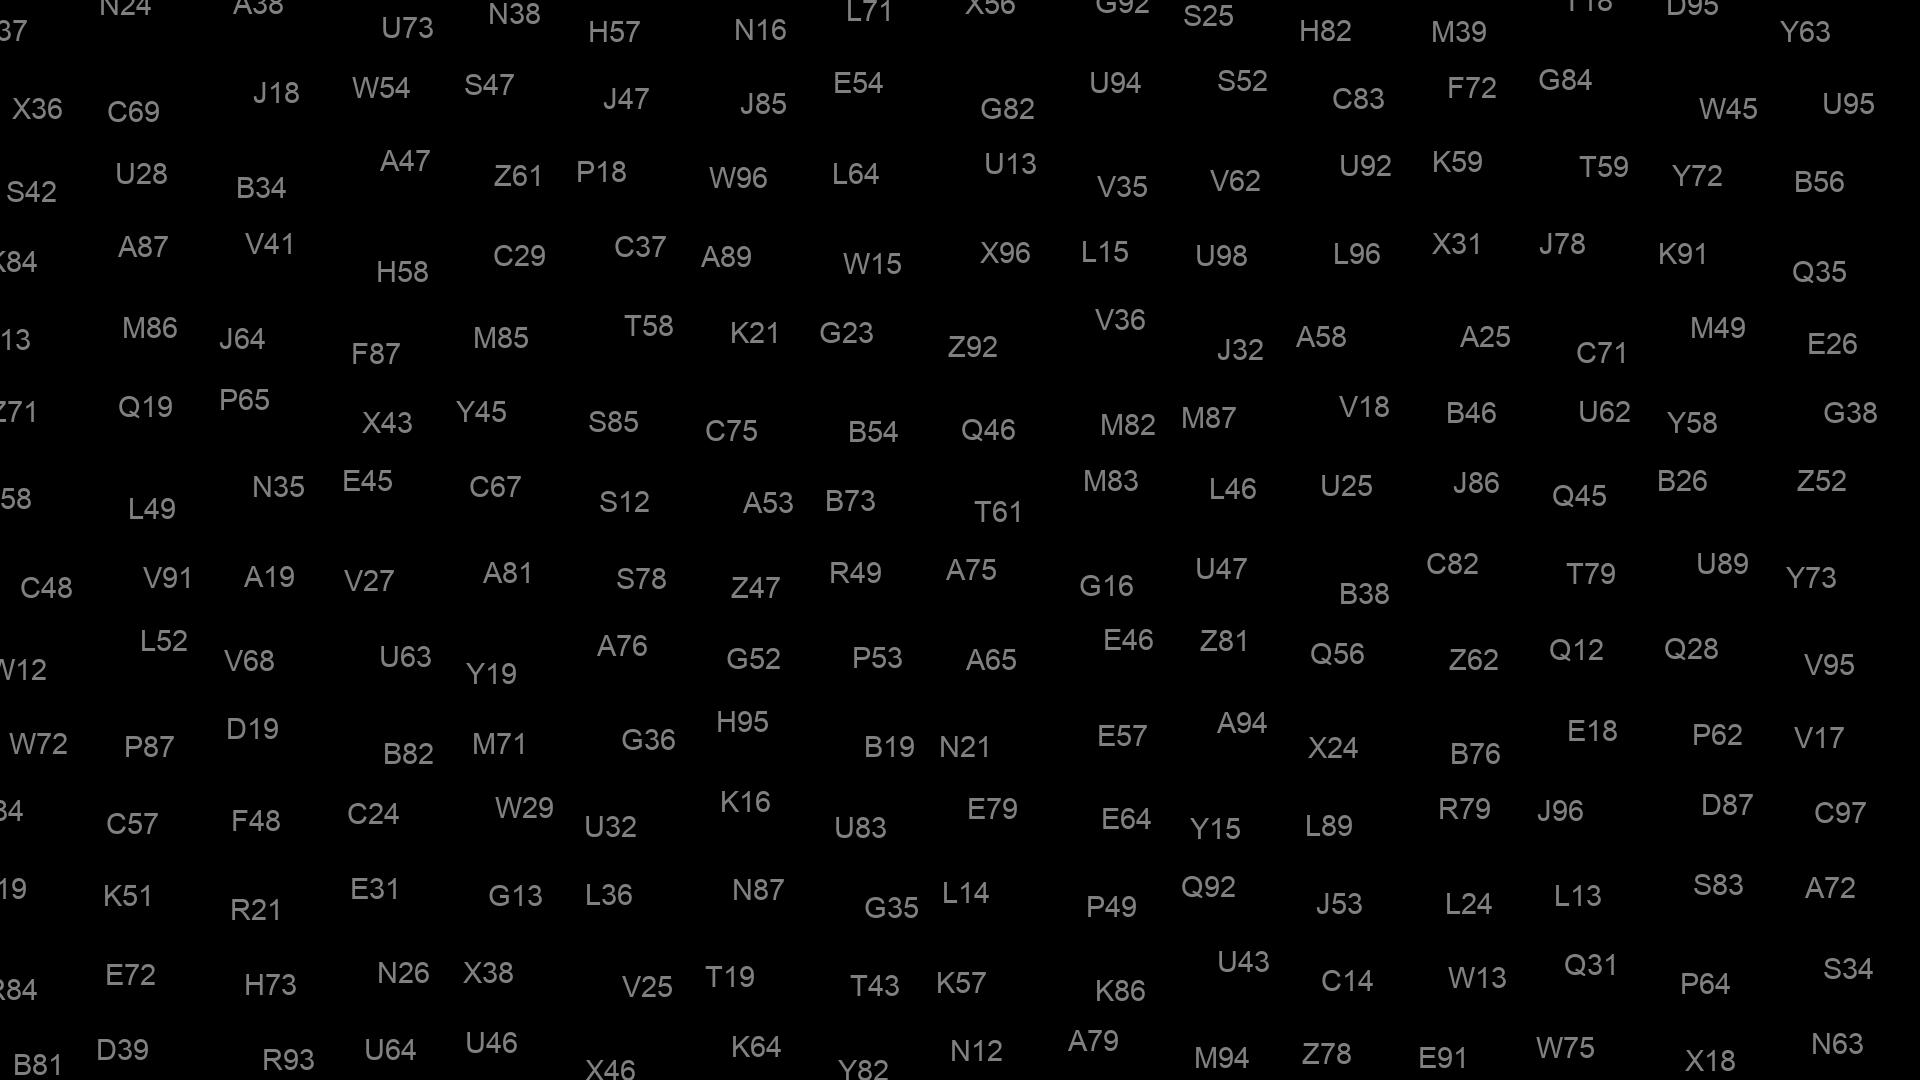 N24 A38 U73 N38 H57 N16 L71 X56 G92 S25 H82 M39 D95 Y63
X36 C69 J18 W54 S47 J47 J85 E54 G82 U94 S52 C83 F72 G84 W45 U95
S42 U28 B34 A47 Z61 P18 W96 L64 U13 V35 V62 U92 K59 T59 Y72 B56
K84 A87 V41 H58 C29 C37 A89 W15 X96 L15 U98 L96 X31 J78 K91 Q35
13 M86 J64 F87 M85 T58 K21 G23 Z92 V36 J32 A58 A25 C71 M49 E26
Z71 Q19 P65 X43 Y45 S85 C75 B54 Q46 M82 M87 V18 B46 U62 Y58 G38
58 L49 N35 E45 C67 S12 A53 B73 T61 M83 L46 U25 J86 Q45 B26 Z52
C48 V91 A19 V27 A81 S78 Z47 R49 A75 G16 U47 B38 C82 T79 U89 Y73
W12 L52 V68 U63 Y19 A76 G52 P53 A65 E46 Z81 Q56 Z62 Q12 Q28 V95
W72 P87 D19 B82 M71 G36 H95 B19 N21 E57 A94 X24 B76 E18 P62 V17
34 C57 F48 C24 W29 U32 K16 U83 E79 E64 Y15 L89 R79 J96 D87 C97
19 K51 R21 E31 G13 L36 N87 G35 L14 P49 Q92 J53 L24 L13 S83 A72
R84 E72 H73 N26 X38 V25 T19 T43 K57 K86 U43 C14 W13 Q31 P64 S34
B81 D39 R93 U64 U46 X46 K64 Y82 N12 A79 M94 Z78 E91 W75 X18 N63